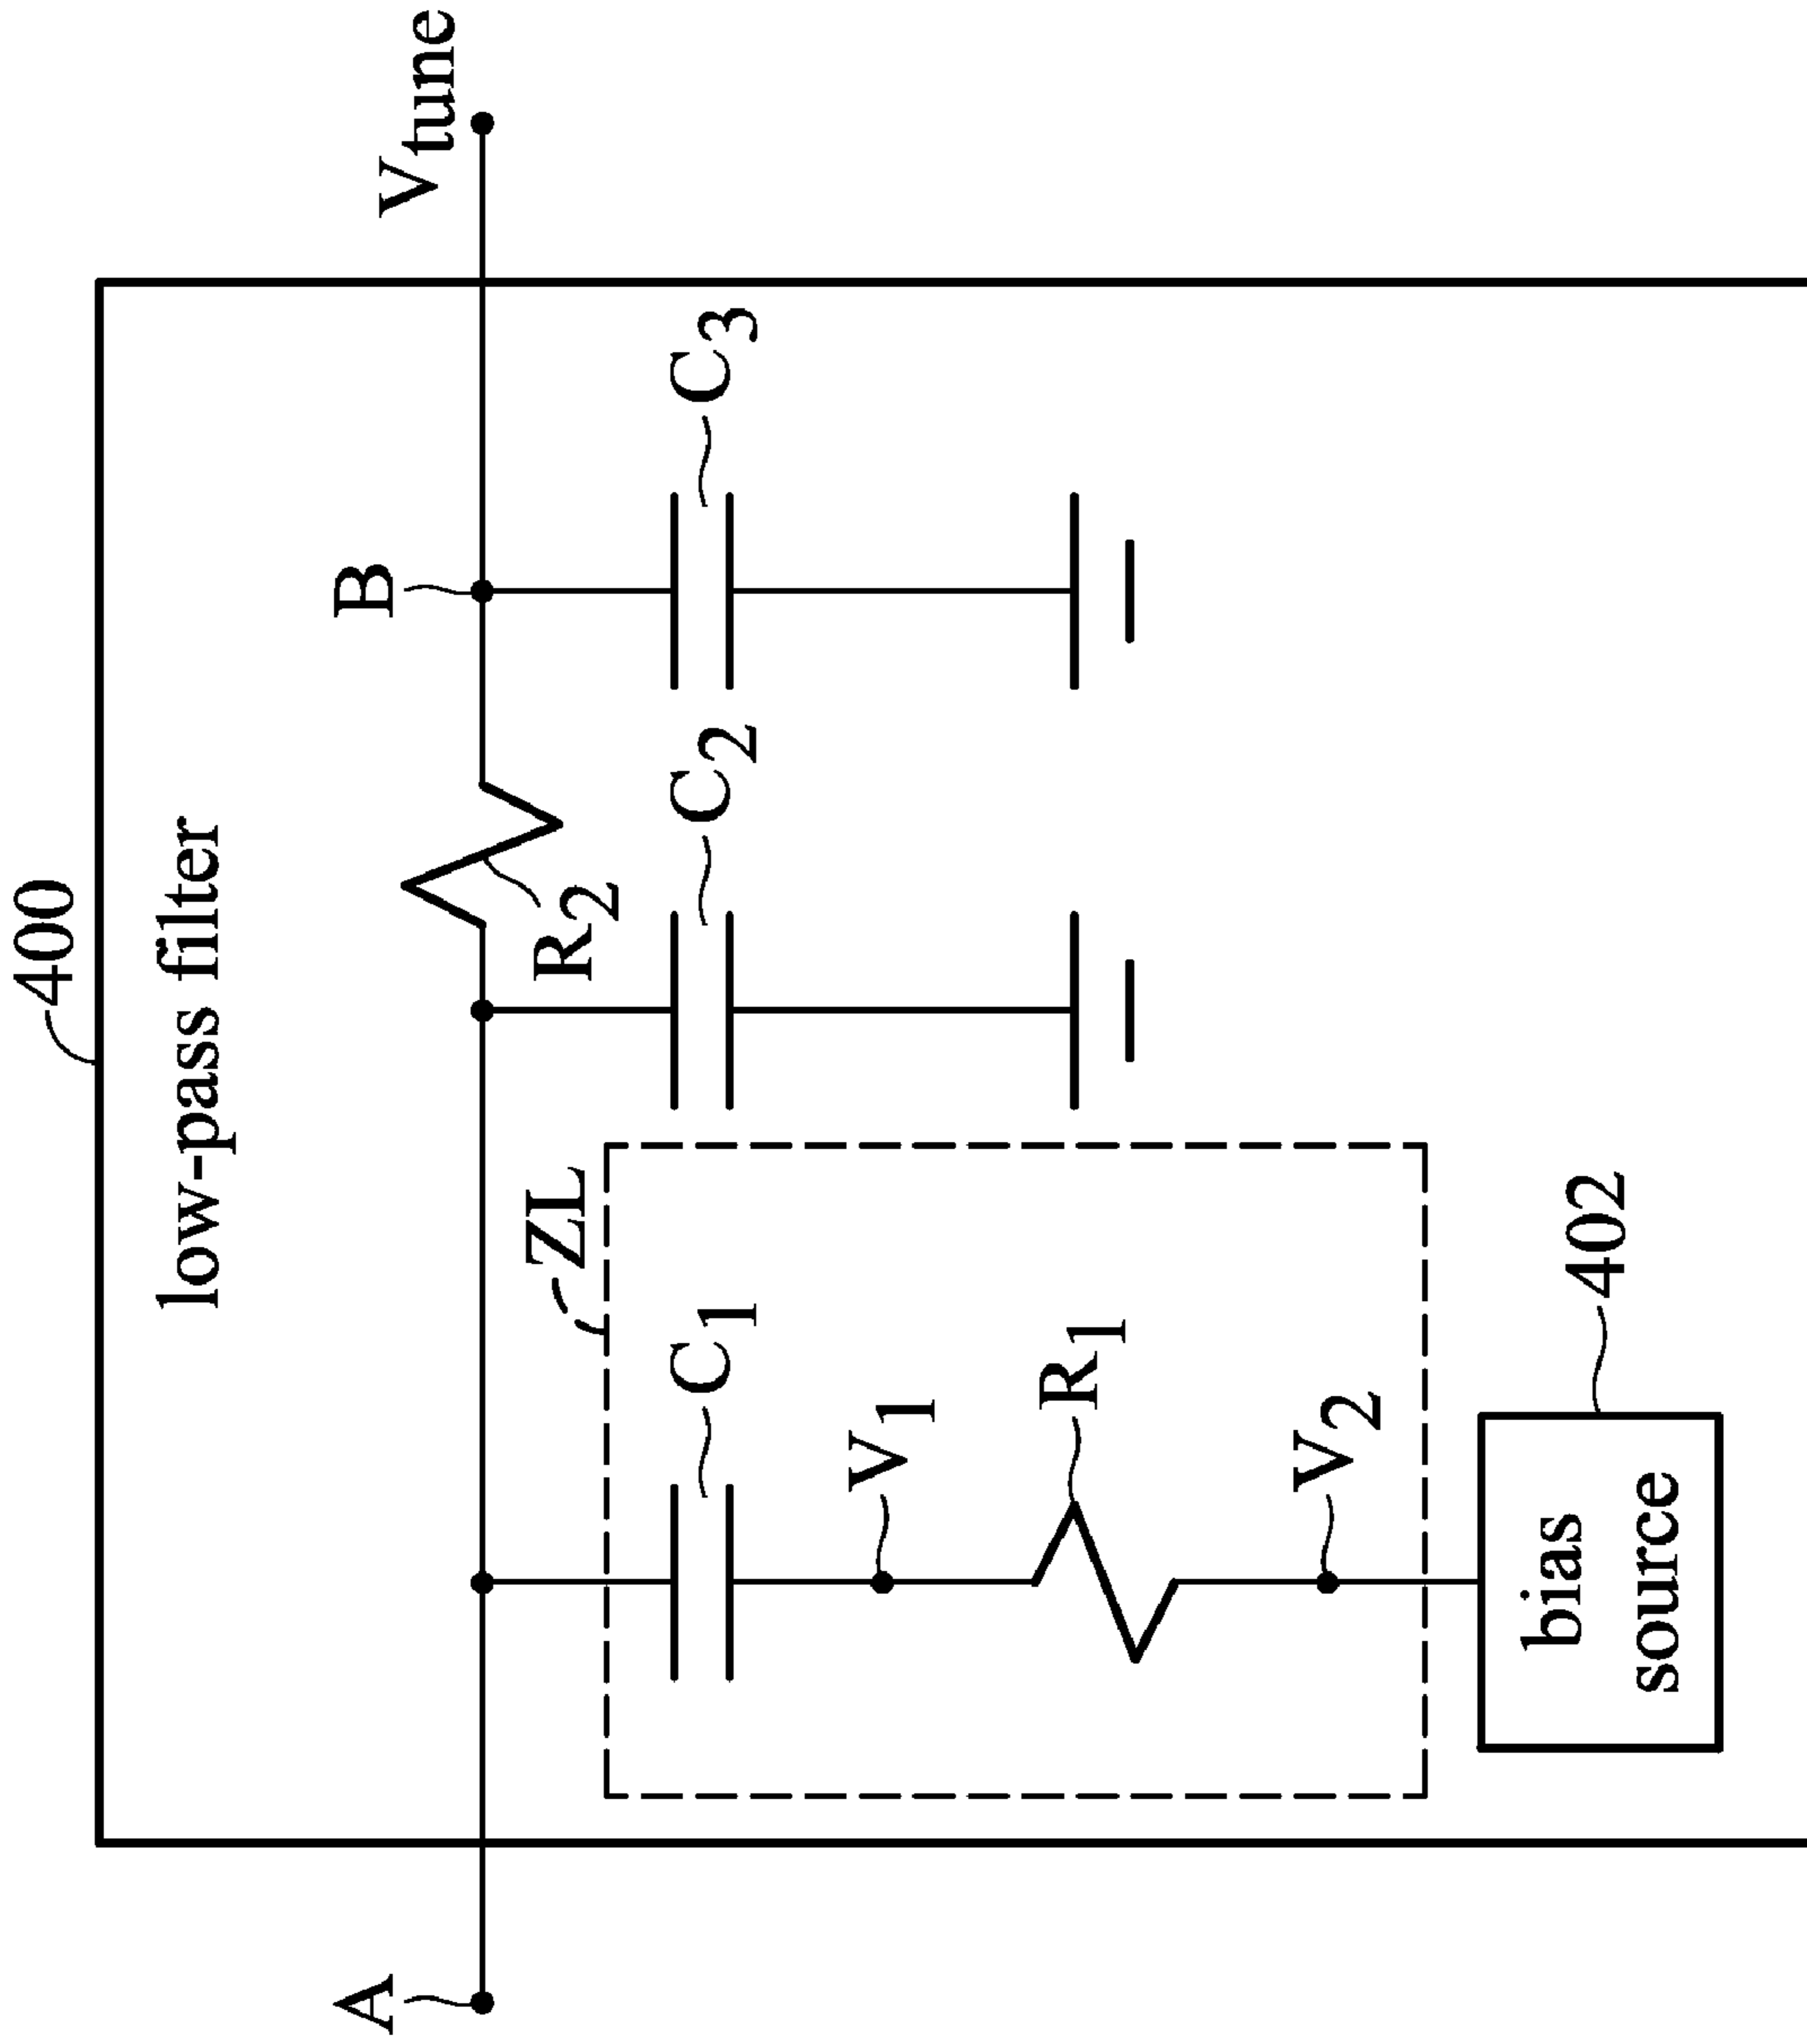 400
low-pass filter
A
B
Vtune
ZL
R2
C1
C2
C3
V1
R1
V2
402
bias
source